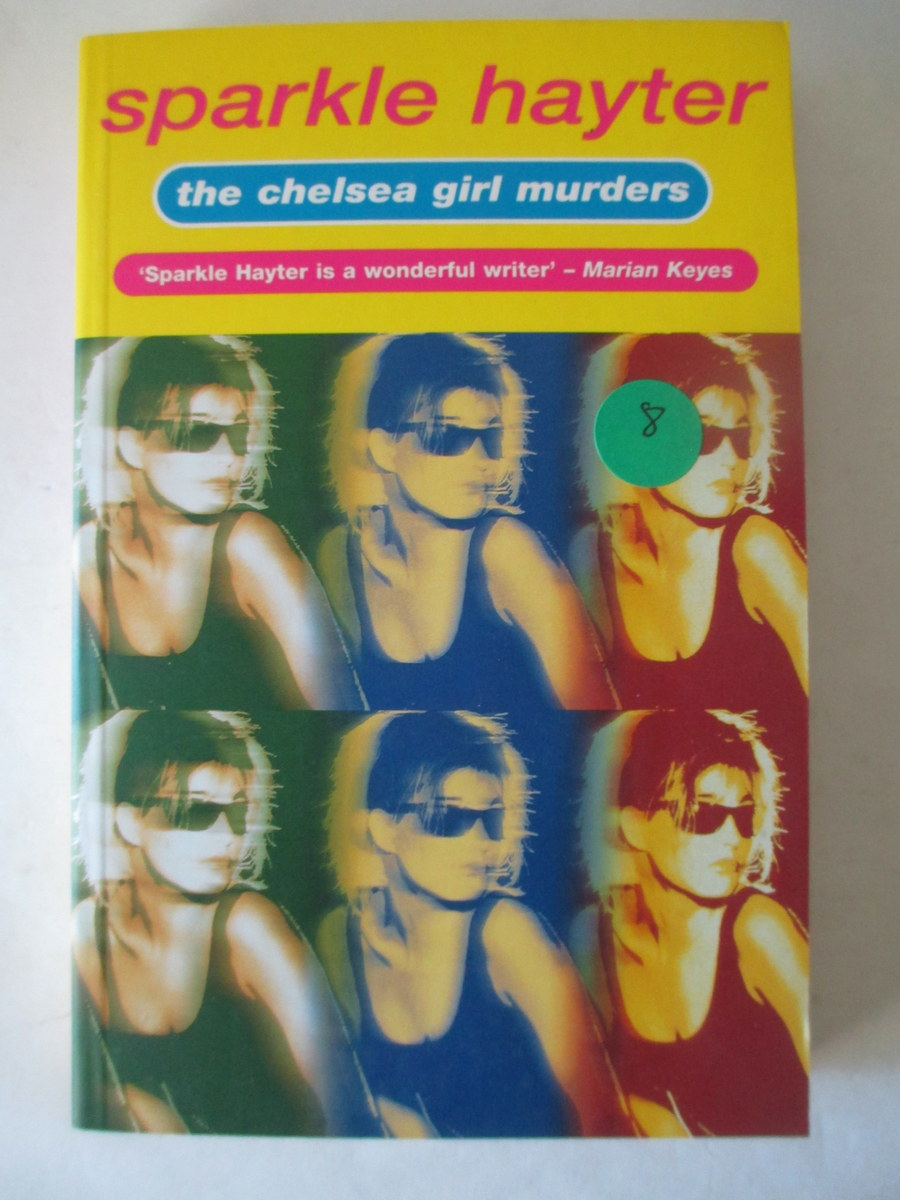 sparkle hayter
the chelsea girl murders
‘Sparkle Hayter is a wonderful writer’ – Marian Keyes
8